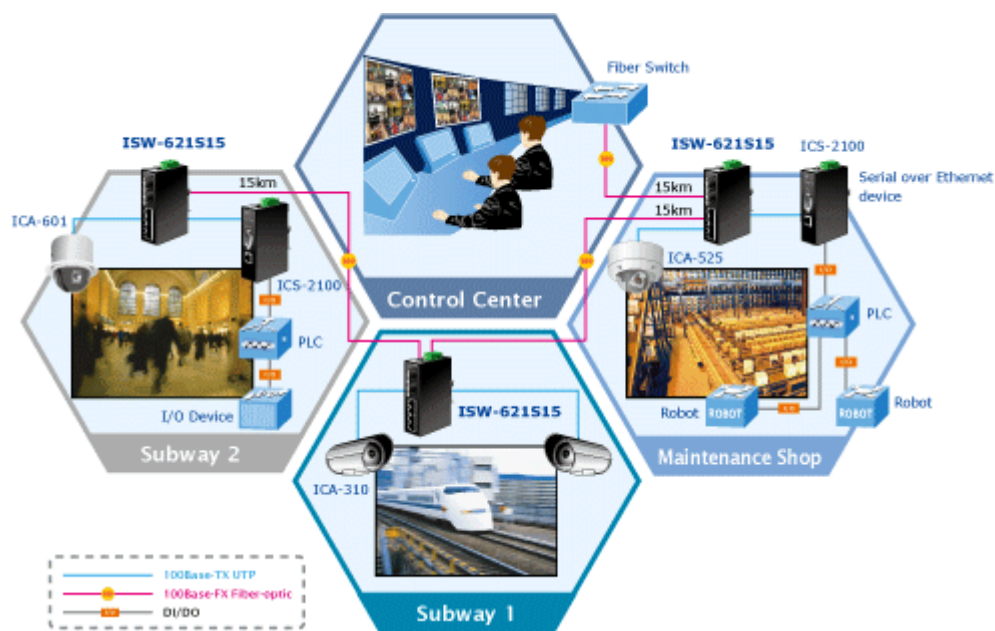 Fiber Switch
ISW-621S15
ISW-621S15
ICS-2100
15km
15km
Serial over Ethernet
device
15km
ICA-601
ICA-525
ICS-2100
Control Center
PLC
PLC
I/O Device
ISW-621S15
Robot
ROBOT
ROBOT
Robot
Subway 2
Maintenance Shop
ICA-310
100Base-TX UTP
100Base-FX Fiber-optic
DI/DO
Subway 1